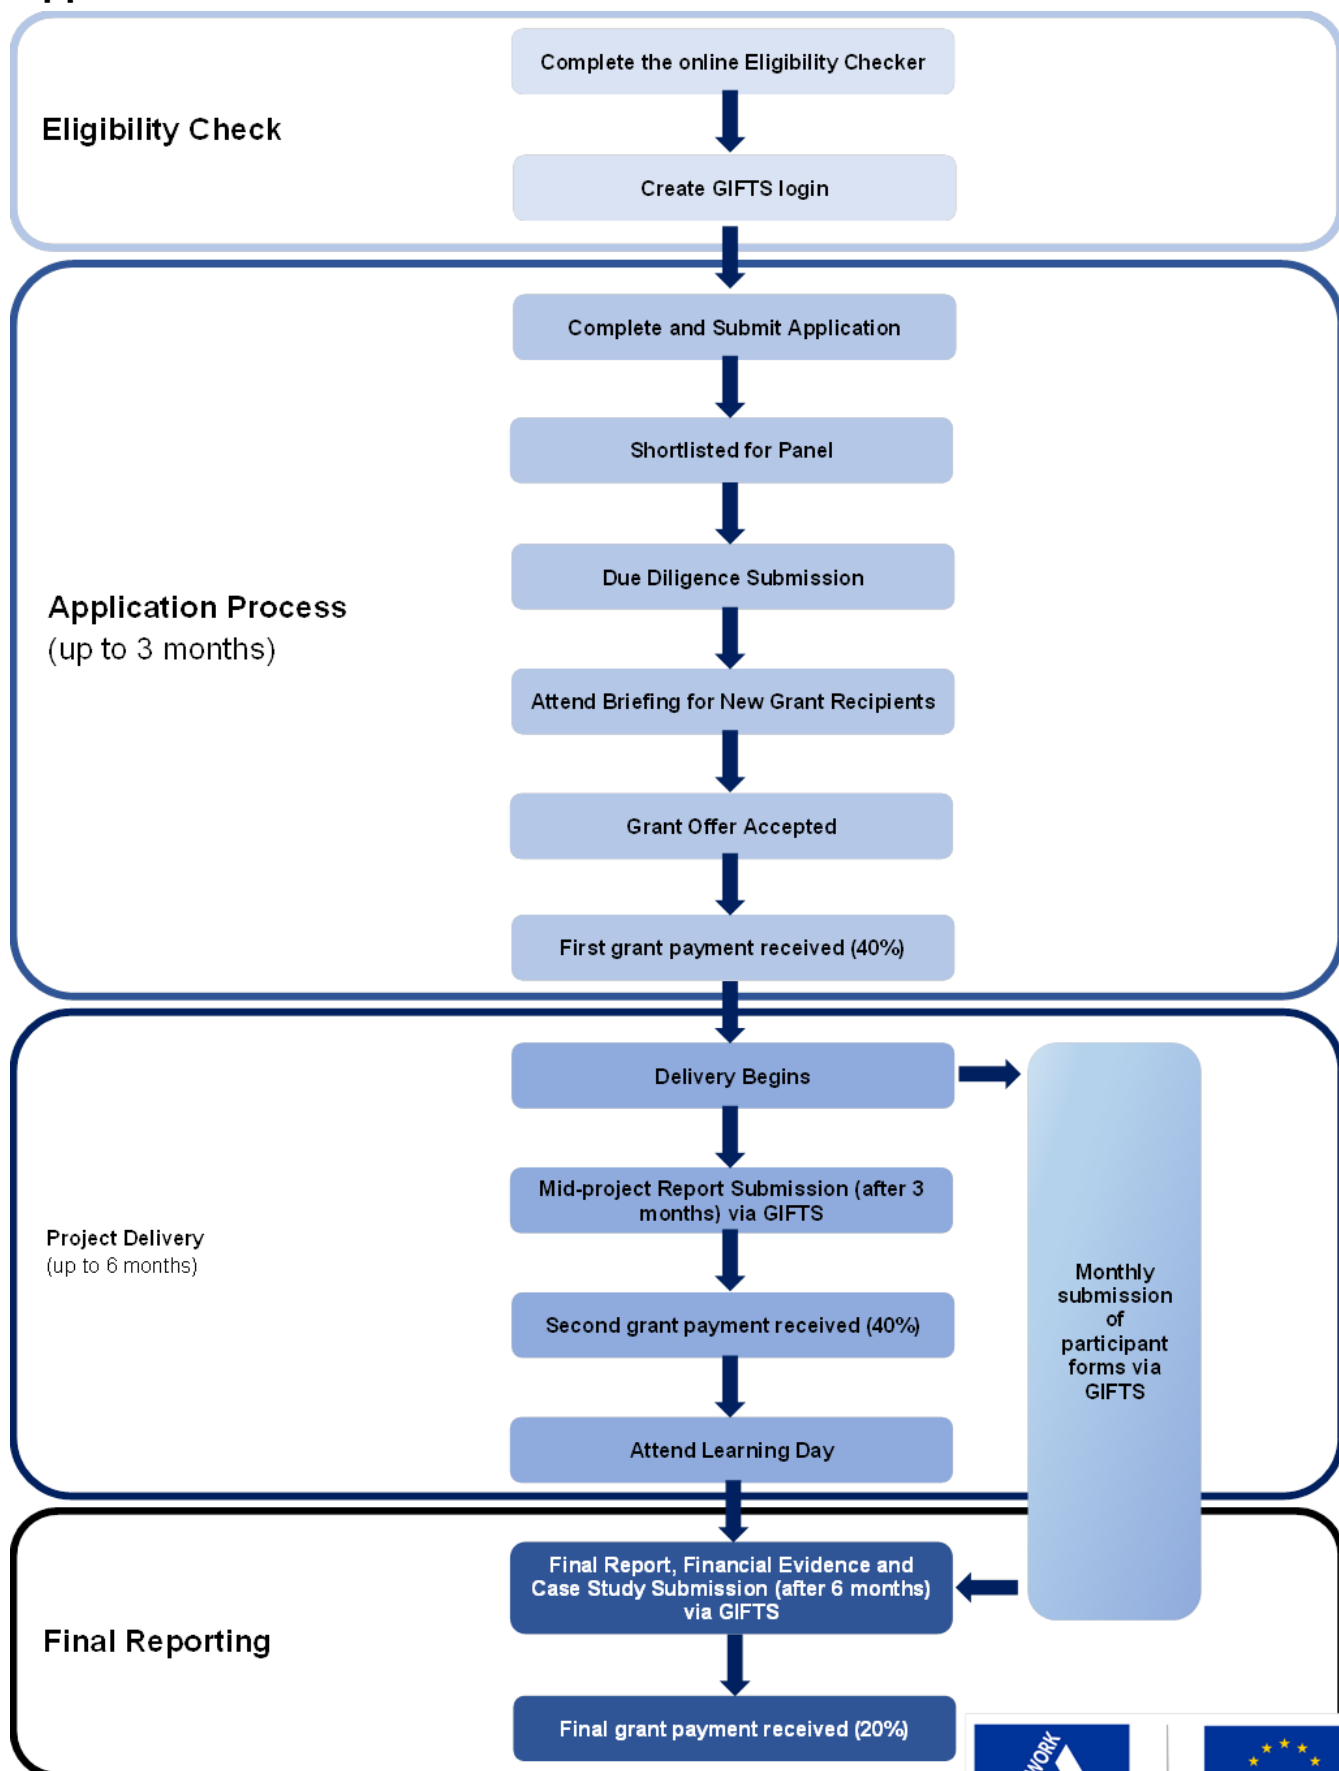 Complete the online Eligibility Checker
Eligibility Check
Create GIFTS login
Complete and Submit Application
Shortlisted for Panel
Due Diligence Submission
Application Process
(up to 3 months)
Attend Briefing for New Grant Recipients
Grant Offer Accepted
First grant payment received (40%)
Delivery Begins
Mid-project Report Submission (after 3
months) via GIFTS
Project Delivery
(up to 6 months)
Second grant payment received (40%)
Monthly
submission
of
participant
forms via
GIFTS
Attend Learning Day
Final Report, Financial Evidence and
Case Study Submission (after 6 months)
via GIFTS
Final Reporting
Final grant payment received (20%)
WORK